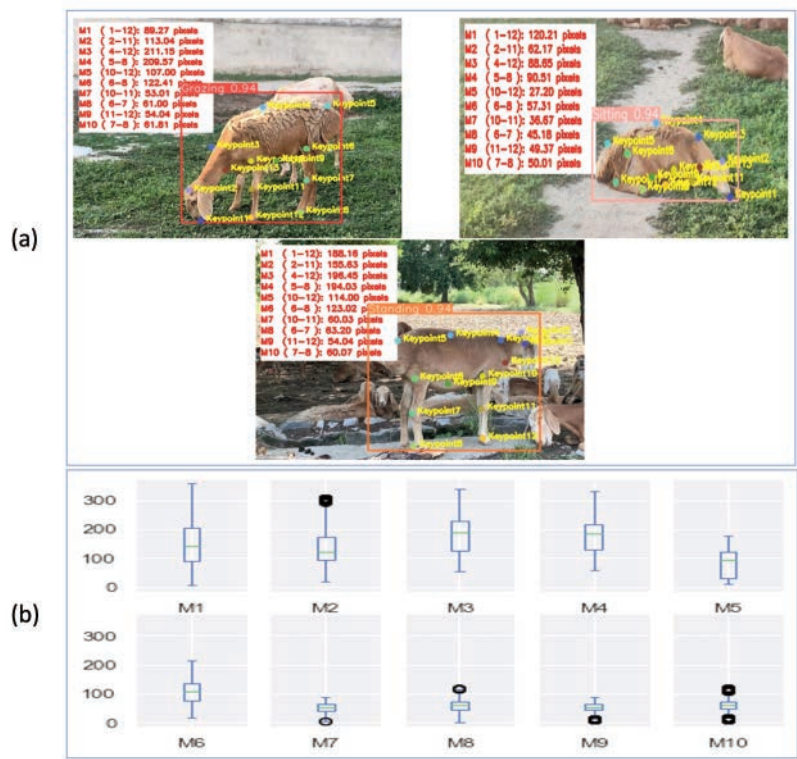 (a)
M1 ( 1-12): 89.27 pixels
M2 ( 2-11): 113.04 pixels
M3 ( 4-12): 211.15 pixels
M4 ( 5-8): 209.57 pixels
M5 (10-12): 107.00 pixels
M6 ( 6-8): 122.41 pixels
M7 (10-11): 53.01 pixels
M8 ( 6-7): 61.00 pixels
M9 (11-12): 54.04 pixels
M10 ( 7-8): 61.81 pixels
Grazing 0.94
Keypoint4
Keypoint5
Keypoint3
Keypoint6
Keypoint9
Keypoint13
Keypoint7
Keypoint2
Keypoint11
Keypoint12
Keypoint8
M1 ( 1-12): 120.21 pixels
M2 ( 2-11): 62.17 pixels
M3 ( 4-12): 88.65 pixels
M4 ( 5-8): 90.51 pixels
M5 (10-12): 27.20 pixels
M6 ( 6-8): 57.31 pixels
M7 (10-11): 36.67 pixels
M8 ( 6-7): 45.18 pixels
M9 (11-12): 49.37 pixels
M10 ( 7-8): 50.01 pixels
Sitting 0.94
Keypoint5
Keypoint6
Keypoint2
Keypoint11
Keypoint1
M1 ( 1-12): 188.16 pixels
M2 ( 2-11): 155.63 pixels
M3 ( 4-12): 196.45 pixels
M4 ( 5-8): 194.03 pixels
M5 (10-12): 114.00 pixels
M6 ( 6-8): 123.02 pixels
M7 (10-11): 60.03 pixels
M8 ( 6-7): 63.20 pixels
M9 (11-12): 54.04 pixels
M10 ( 7-8): 60.07 pixels
Standing 0.94
Keypoint5
Keypoint4
Keypoint6
Keypoint10
Keypoint9
Keypoint7
Keypoint11
Keypoint8
Keypoint12
(b)
300
200
100
0
M1 M2 M3 M4 M5
300
200
100
0
M6 M7 M8 M9 M10